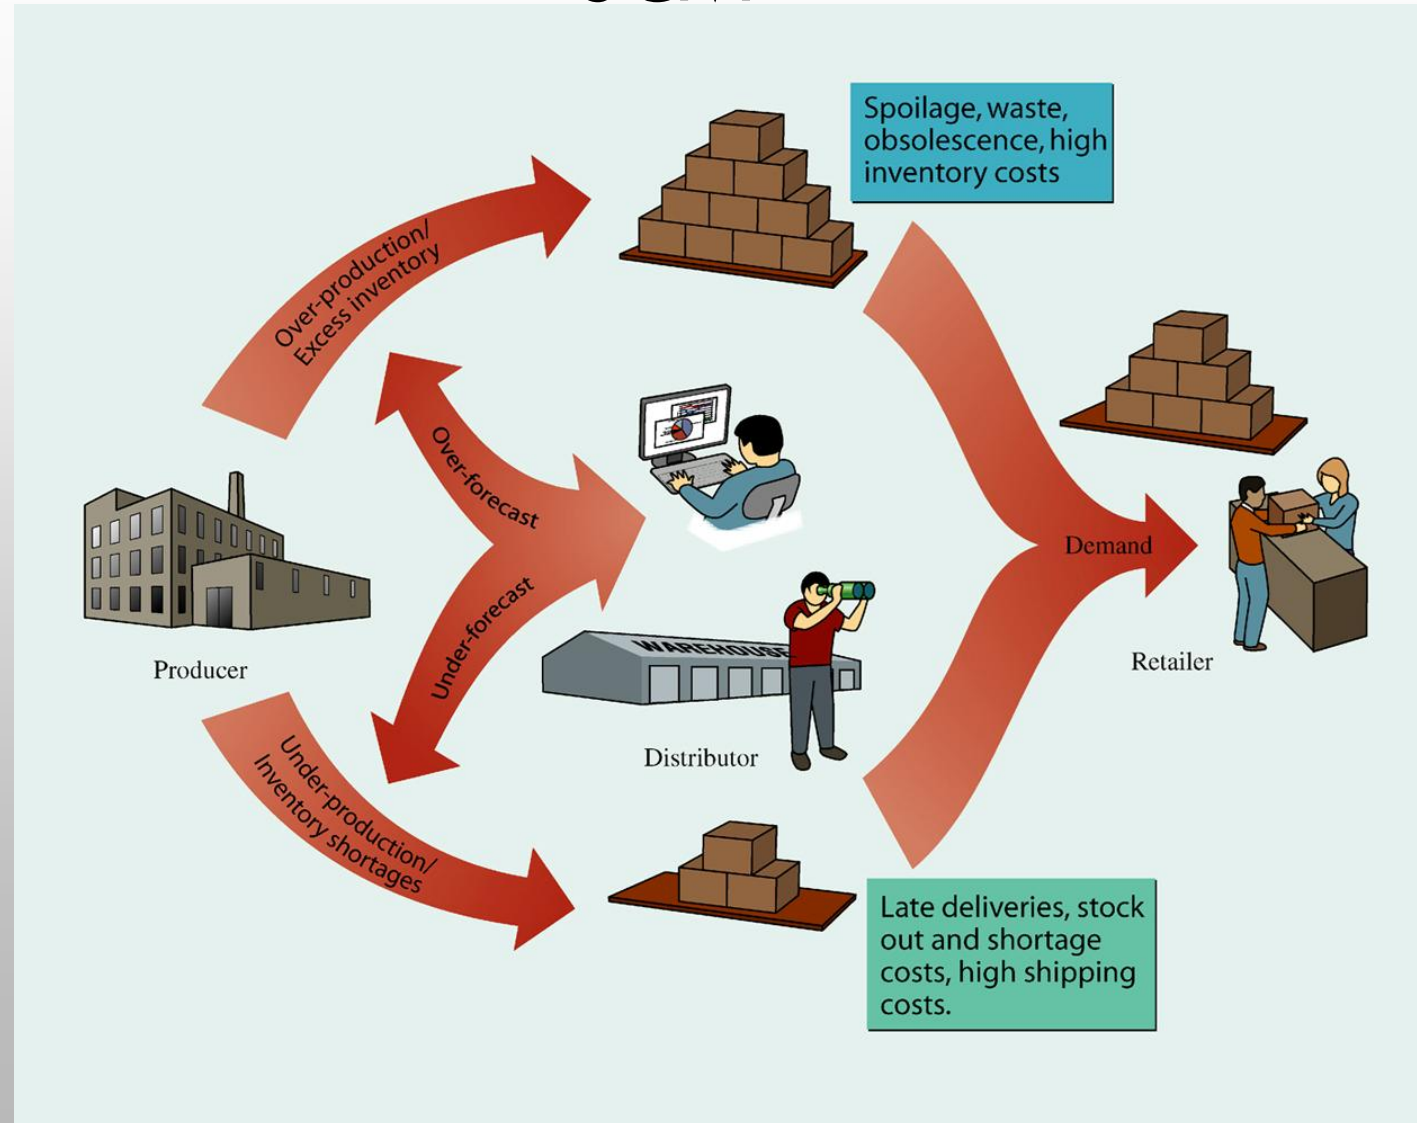 Spoilage, waste,
obsolescence, high
inventory costs
Over-production/
Excess inventory
Over-forecast
Under-forecast
WAREHOUSE
Demand
Producer
Retailer
Distributor
Under-production/
Inventory shortages
Late deliveries, stock
out and shortage
costs, high shipping
costs.